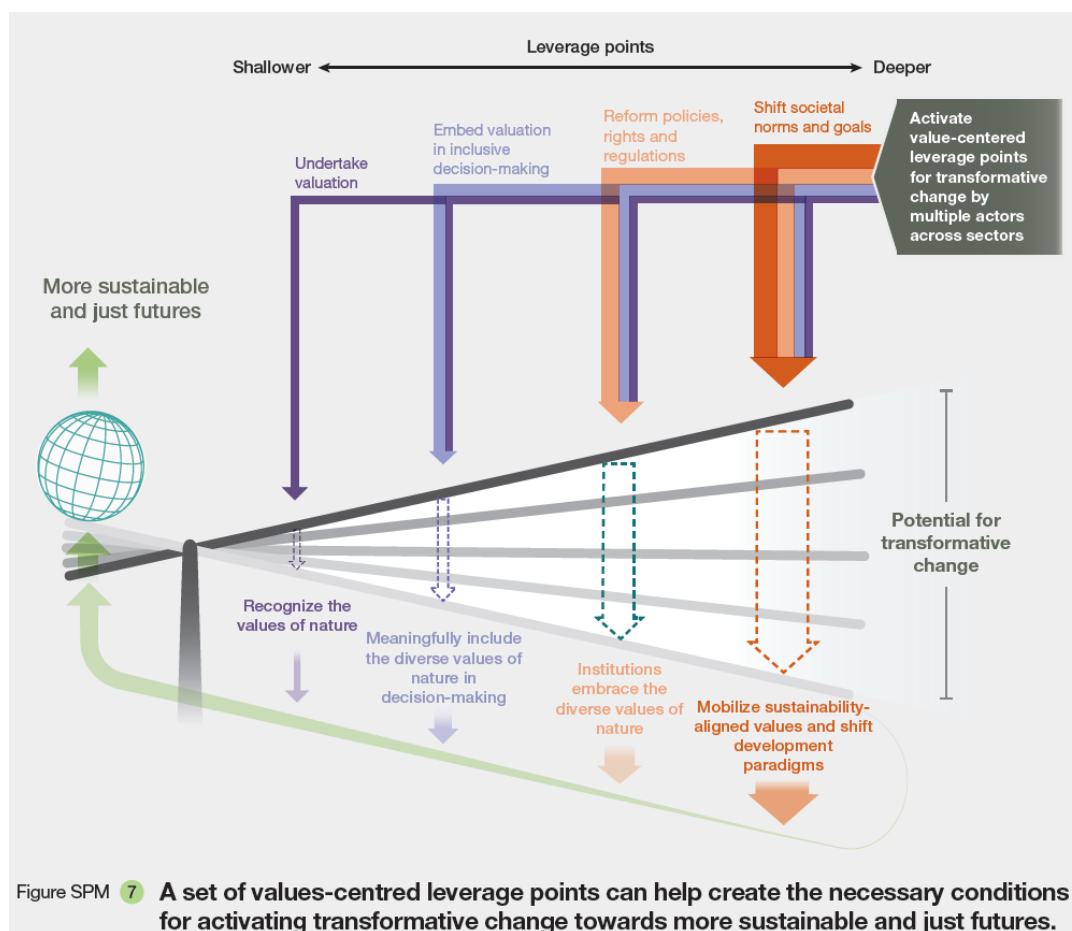 Leverage points
Shallower
Deeper
Undertake
valuation
Embed valuation
in inclusive
decision-making
Reform policies,
rights and
regulations
Shift societal
norms and goals
Activate
value-centered
leverage points
for transformative
change by
multiple actors
across sectors
More sustainable
and just futures
Potential for
transformative
change
Recognize the
values of nature
Meaningfully include
the diverse values of
nature in
decision-making
Institutions
embrace the
diverse values of
nature
Mobilize sustainability-
aligned values and shift
development
paradigms
Figure SPM 7 A set of values-centred leverage points can help create the necessary conditions
for activating transformative change towards more sustainable and just futures.